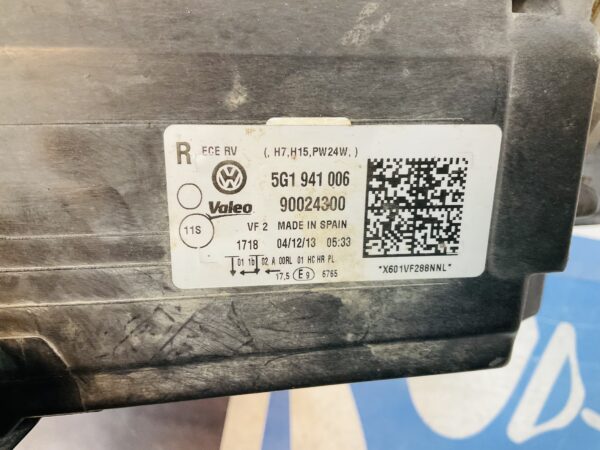 R ECE RV (, H7,H15,PW24W, )
5G1 941 006
Valeo 90024300
11S VF 2 MADE IN SPAIN
1718 04/12/13 05:33
01 1b 02 A 00RL 01 HC HR PL
17,5 E9 6765
*X601VF288NNL*